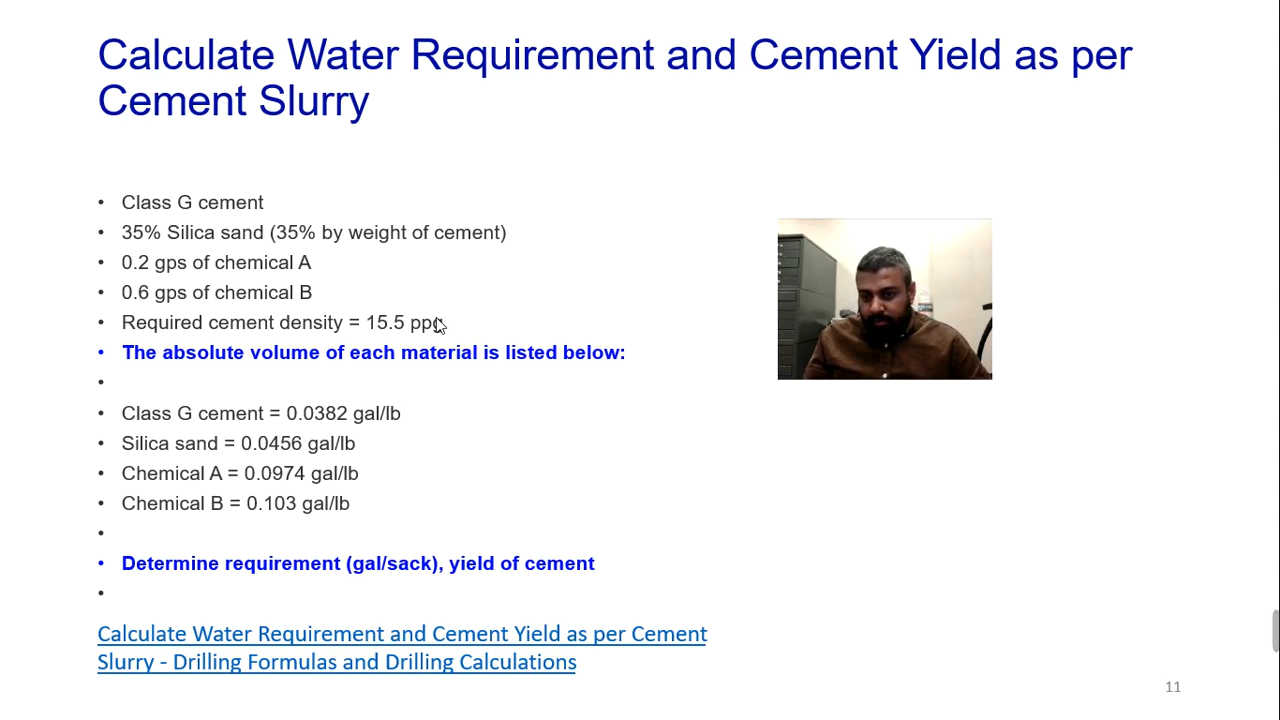 Calculate Water Requirement and Cement Yield as per
Cement Slurry
• Class G cement
• 35% Silica sand (35% by weight of cement)
• 0.2 gps of chemical A
• 0.6 gps of chemical B
• Required cement density = 15.5
• The absolute volume of each material is listed below:
•
• Class G cement = 0.0382 gal/lb
• Silica sand = 0.0456 gal/lb
• Chemical A = 0.0974 gal/lb
• Chemical B = 0.103 gal/lb
•
• Determine requirement (gal/sack), yield of cement
•
Calculate Water Requirement and Cement Yield as per Cement
Slurry - Drilling Formulas and Drilling Calculations
11